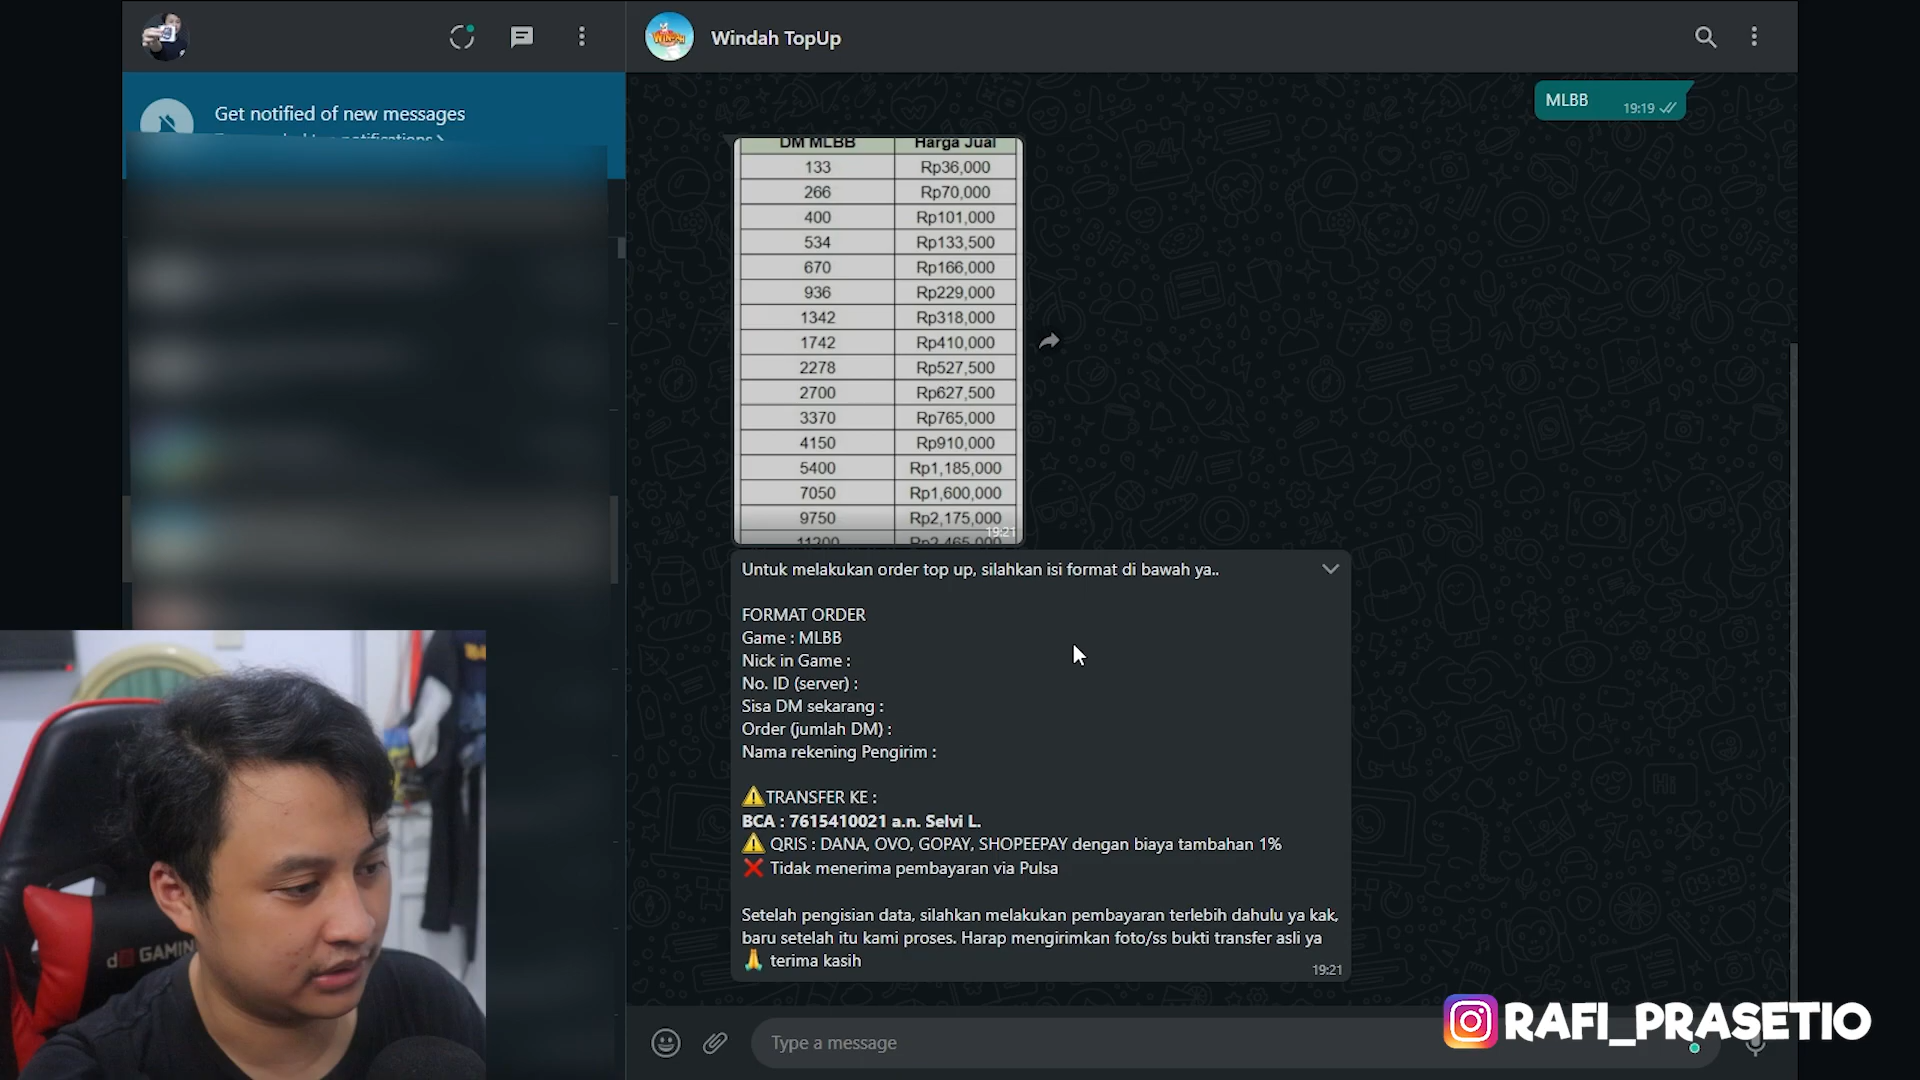 Windah TopUp
Get notified of new messages
MLBB
19:19
DM MLBB Harga Jual
133 Rp36,000
266 Rp70,000
400 Rp101,000
534 Rp133,500
670 Rp166,000
936 Rp229,000
1342 Rp318,000
1742 Rp410,000
2278 Rp527,500
2700 Rp627,500
3370 Rp765,000
4150 Rp910,000
5400 Rp1,185,000
7050 Rp1,600,000
9750 Rp2,175,000
11200 Rp2,465,000
19:21
Untuk melakukan order top up, silahkan isi format di bawah ya..
FORMAT ORDER
Game : MLBB
Nick in Game :
No. ID (server) :
Sisa DM sekarang :
Order (jumlah DM) :
Nama rekening Pengirim :
⚠️TRANSFER KE :
BCA : 7615410021 a.n. Selvi L.
⚠️ QRIS : DANA, OVO, GOPAY, SHOPEEPAY dengan biaya tambahan 1%
❌ Tidak menerima pembayaran via Pulsa
Setelah pengisian data, silahkan melakukan pembayaran terlebih dahulu ya kak,
baru setelah itu kami proses. Harap mengirimkan foto/ss bukti transfer asli ya
🙏 terima kasih
19:21
Type a message
RAFI_PRASETIO